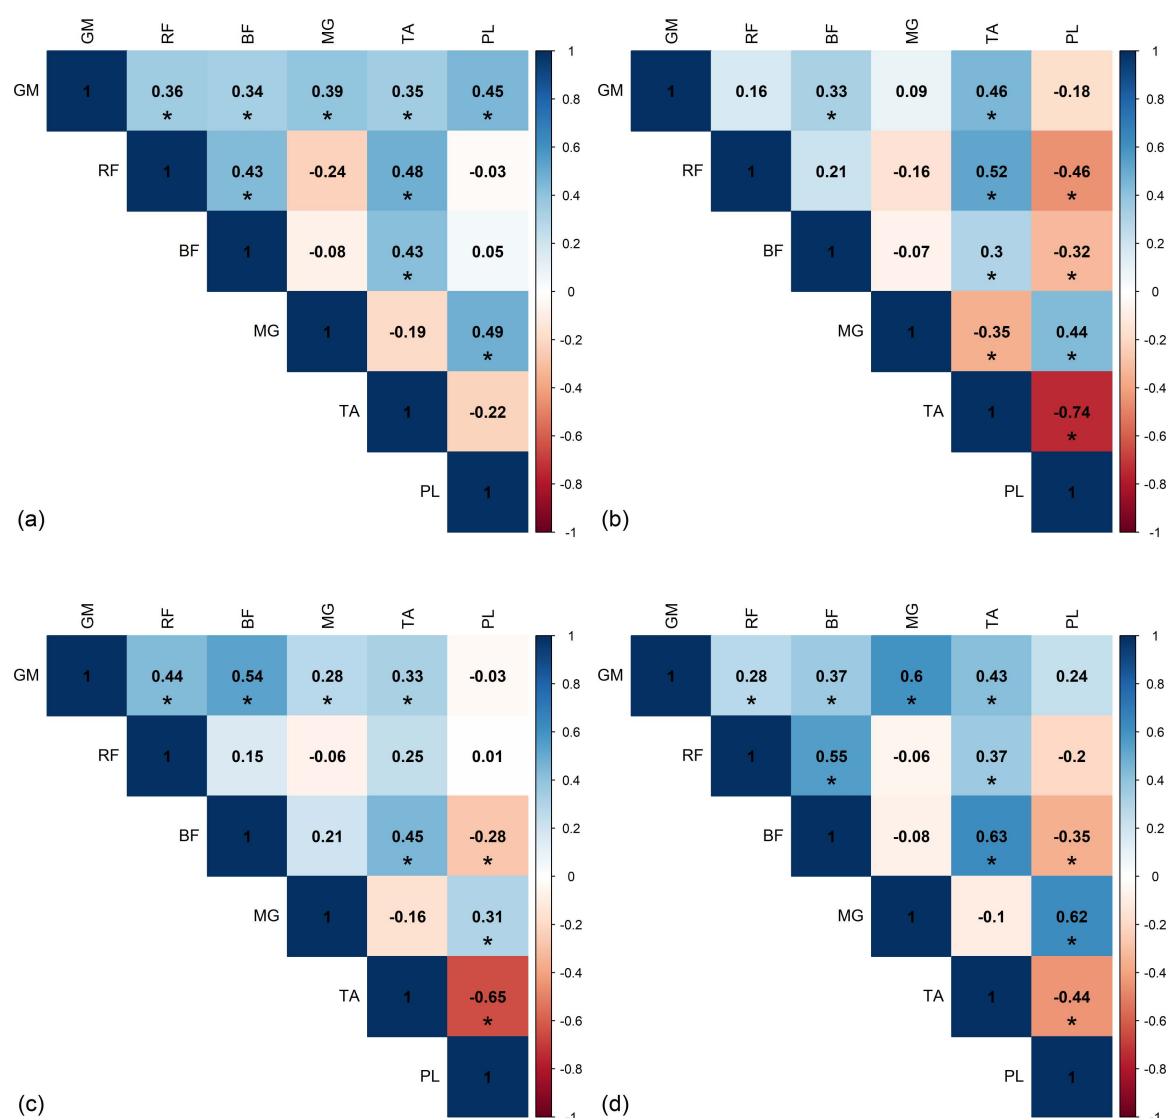 GM RF BF MG TA PL
GM 1 0.36 0.34 0.39 0.35 0.45
* * * * *
RF 1 0.43 -0.24 0.48 -0.03
* *
BF 1 -0.08 0.43 0.05
*
MG 1 -0.19 0.49
*
TA 1 -0.22
PL 1
1
0.8
0.6
0.4
0.2
0
-0.2
-0.4
-0.6
-0.8
-1
(a)
GM RF BF MG TA PL
GM 1 0.16 0.33 0.09 0.46 -0.18
* *
RF 1 0.21 -0.16 0.52 -0.46
* *
BF 1 -0.07 0.3 -0.32
* *
MG 1 -0.35 0.44
* *
TA 1 -0.74
*
PL 1
1
0.8
0.6
0.4
0.2
0
-0.2
-0.4
-0.6
-0.8
-1
(b)
GM RF BF MG TA PL
GM 1 0.44 0.54 0.28 0.33 -0.03
* * * *
RF 1 0.15 -0.06 0.25 0.01
BF 1 0.21 0.45 -0.28
* *
MG 1 -0.16 0.31
*
TA 1 -0.65
*
PL 1
1
0.8
0.6
0.4
0.2
0
-0.2
-0.4
-0.6
-0.8
-1
(c)
GM RF BF MG TA PL
GM 1 0.28 0.37 0.6 0.43 0.24
* * * *
RF 1 0.55 -0.06 0.37 -0.2
* *
BF 1 -0.08 0.63 -0.35
* *
MG 1 -0.1 0.62
*
TA 1 -0.44
*
PL 1
1
0.8
0.6
0.4
0.2
0
-0.2
-0.4
-0.6
-0.8
-1
(d)